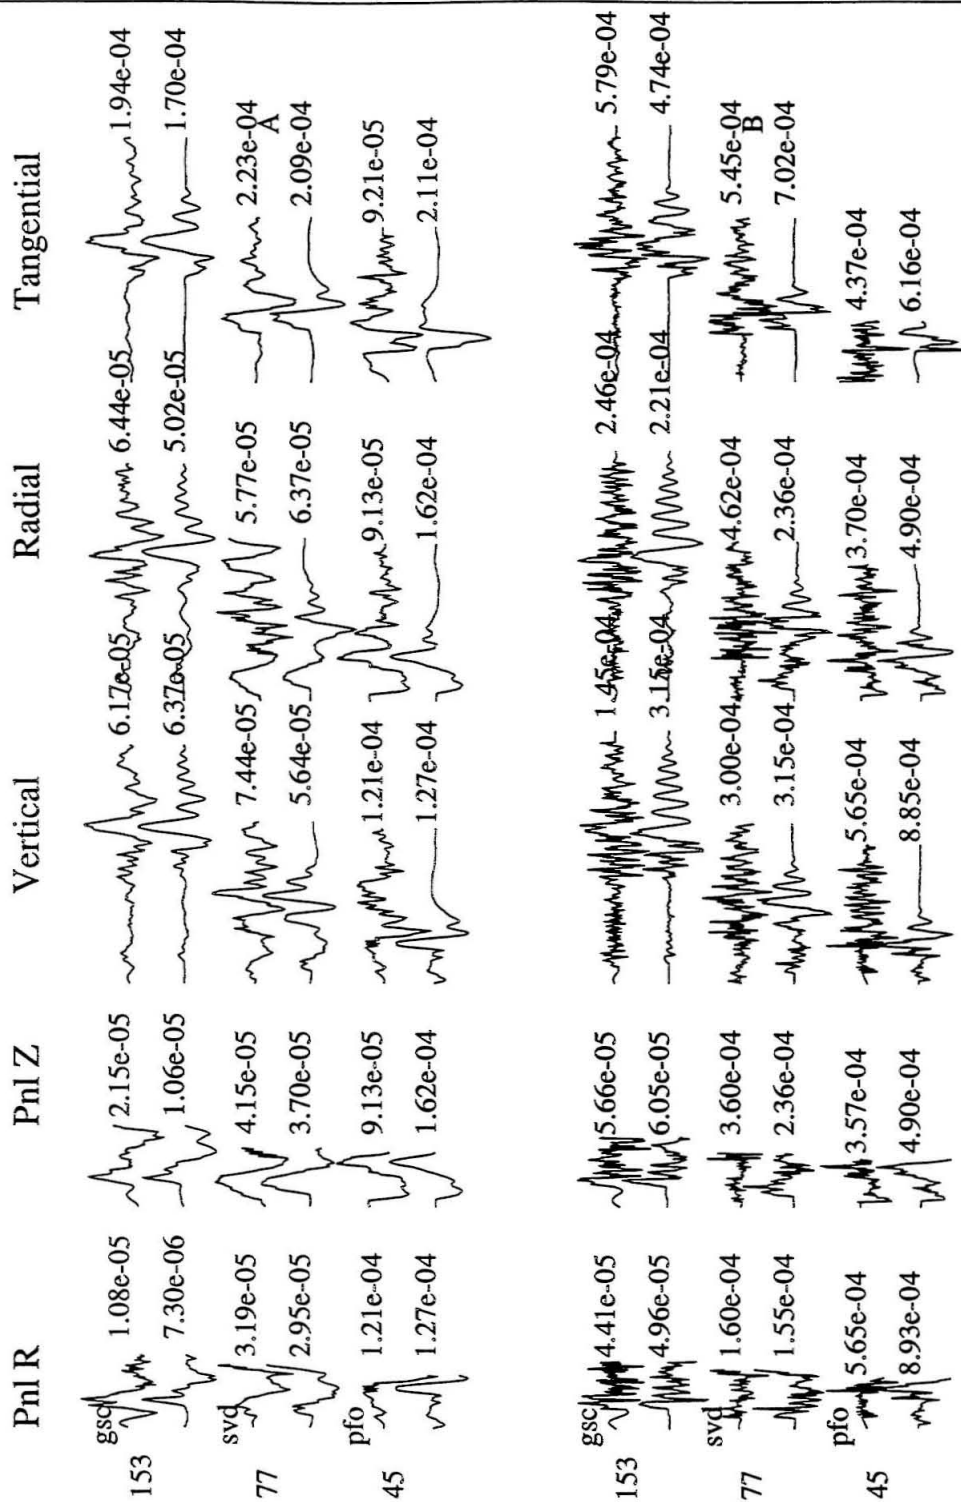 Pnl R Pnl Z Vertical Radial Tangential
gsc 1.08e-05 2.15e-05 6.17e-05 6.44e-05 1.94e-04
153
7.30e-06 1.06e-05 6.37e-05 5.02e-05 1.70e-04
svd 3.19e-05 4.15e-05 7.44e-05 5.77e-05 2.23e-04
77 A
2.95e-05 3.70e-05 5.64e-05 6.37e-05 2.09e-04
pfo 1.21e-04 9.13e-05 1.21e-04 9.13e-05 9.21e-05
45
1.27e-04 1.62e-04 1.27e-04 1.62e-04 2.11e-04
gsc 4.41e-05 5.66e-05 1.45e-04 2.46e-04 5.79e-04
153
4.96e-05 6.05e-05 3.15e-04 2.21e-04 4.74e-04
svd 1.60e-04 3.60e-04 3.00e-04 4.62e-04 5.45e-04
77 B
1.55e-04 2.36e-04 3.15e-04 2.36e-04 7.02e-04
pfo 5.65e-04 3.57e-04 5.65e-04 3.70e-04 4.37e-04
45
8.93e-04 4.90e-04 8.85e-04 4.90e-04 6.16e-04